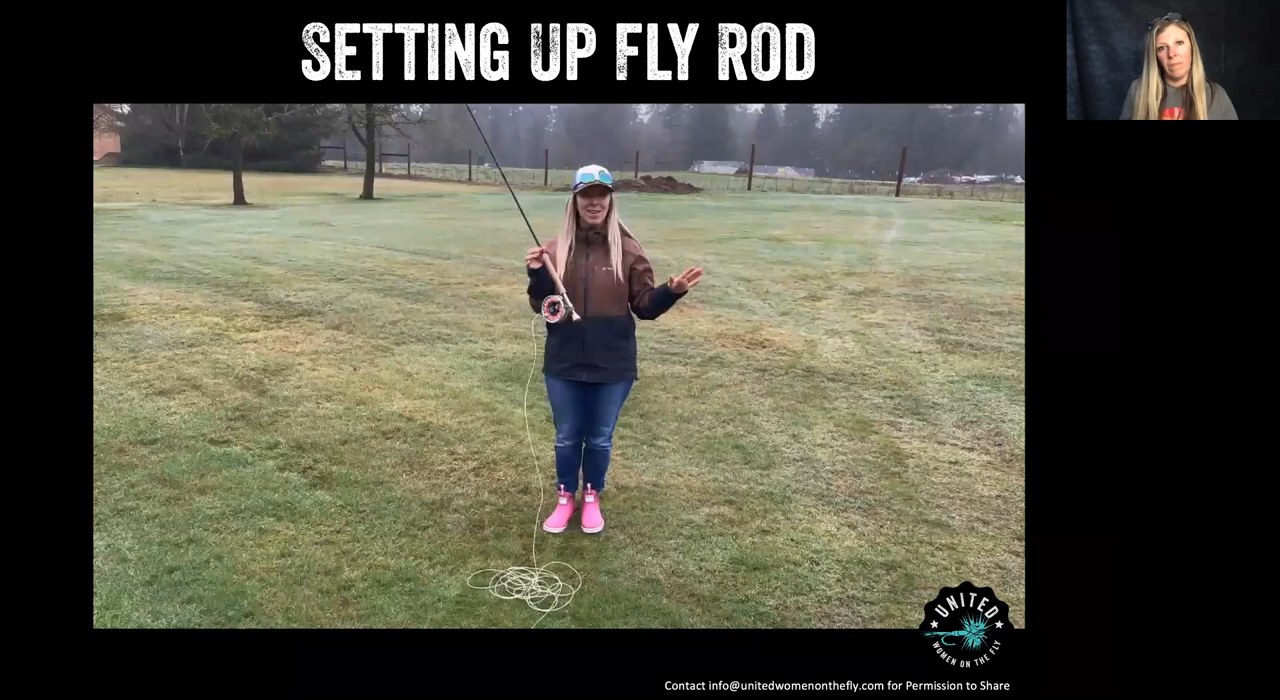 SETTING UP FLY ROD
UNITED
WOMEN ON THE FLY
Contact info@unitedwomenonthefly.com for Permission to Share